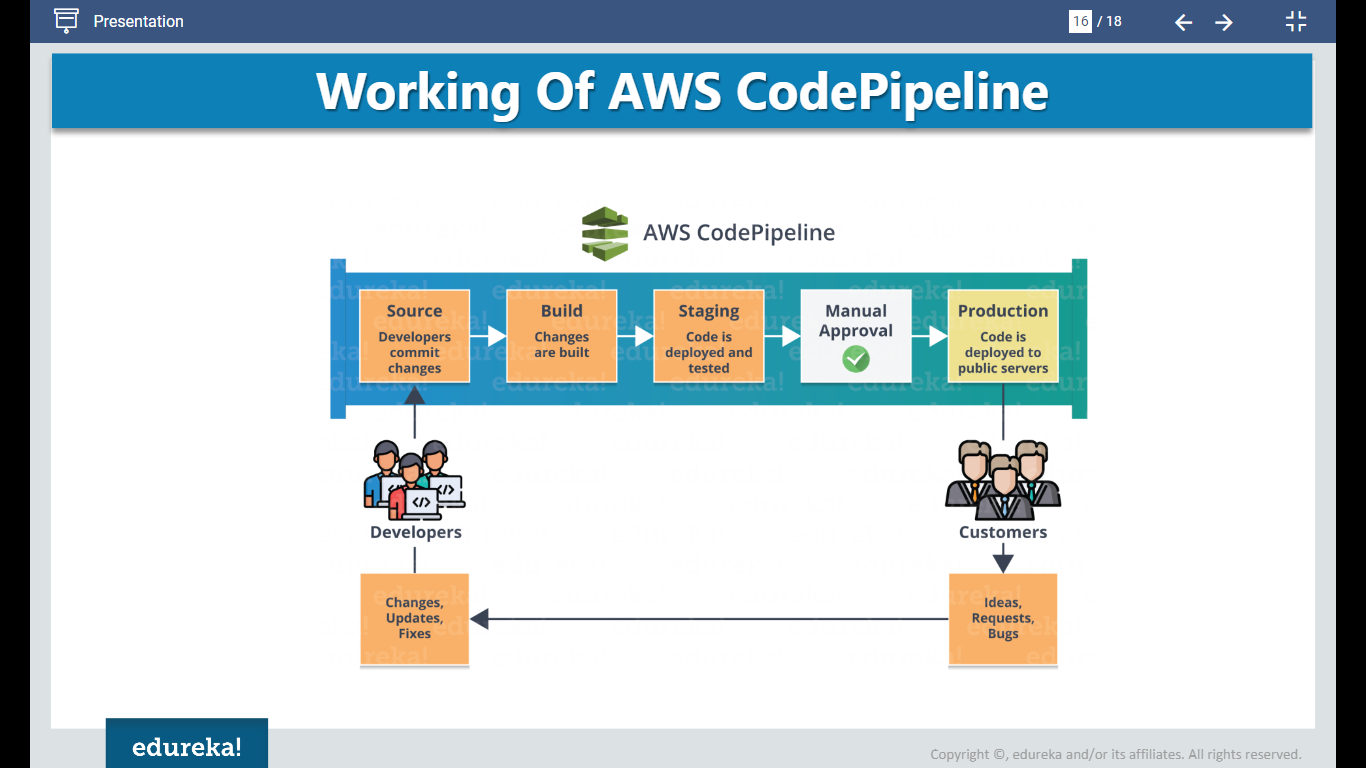 Presentation
16 / 18
Working Of AWS CodePipeline
AWS CodePipeline
Source
Developers
commit
changes
Build
Changes
are built
Staging
Code is
deployed and
tested
Manual
Approval
Production
Code is
deployed to
public servers
</>
</>
</>
Developers
Customers
Changes,
Updates,
Fixes
Ideas,
Requests,
Bugs
edureka!
Copyright ©, edureka and/or its affiliates. All rights reserved.